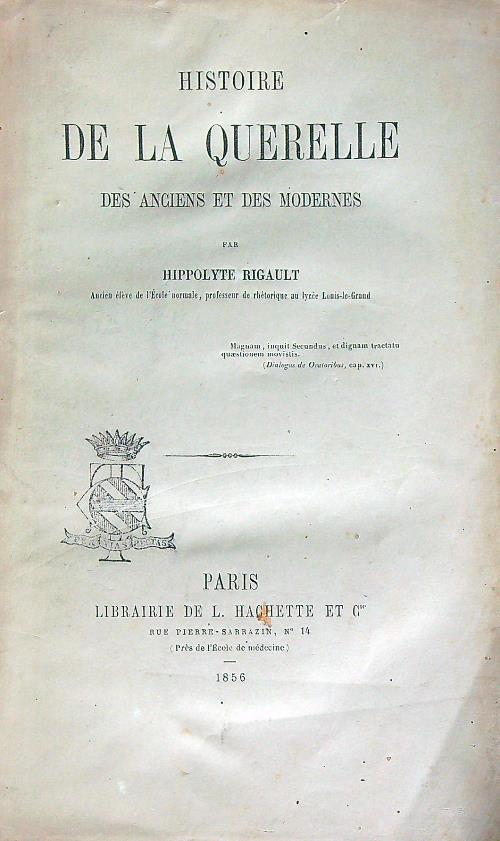 HISTOIRE
DE LA QUERELLE
DES ANCIENS ET DES MODERNES
PAR
HIPPOLYTE RIGAULT
Ancien élève de l'École normale, professeur de rhétorique au lycée Louis-le-Grand
Magnam, inquit Secundus, et dignam tractatu
quæstionem movistis.
(Dialogus de Oratoribus, cap. XVI.)
PARIS
LIBRAIRIE DE L. HACHETTE ET Cie
RUE PIERRE-SARRAZIN, N° 14
(Près de l'École de médecine)
1856